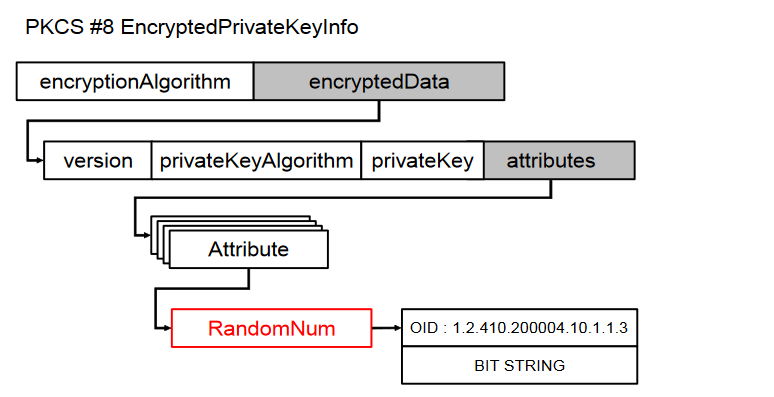 PKCS #8 EncryptedPrivateKeyInfo
encryptionAlgorithm encryptedData
version privateKeyAlgorithm privateKey attributes
Attribute
RandomNum OID : 1.2.410.200004.10.1.1.3
BIT STRING